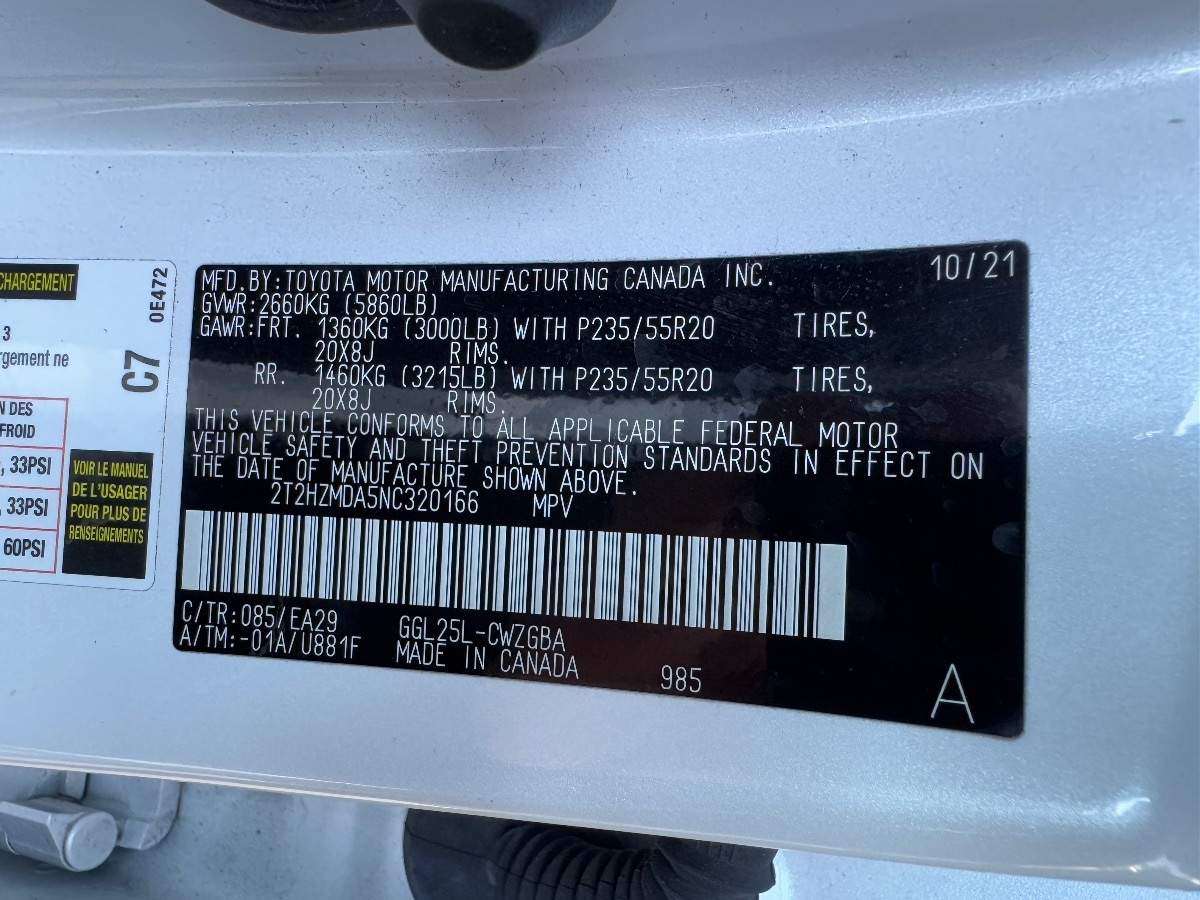 CHARGEMENT
0E472
3
rgement ne
C7
N DES
FROID
, 33PSI
, 33PSI
60PSI
VOIR LE MANUEL
DE L'USAGER
POUR PLUS DE
RENSEIGNEMENTS
MFD.BY:TOYOTA MOTOR MANUFACTURING CANADA INC. 10/21
GVWR:2660KG (5860LB)
GAWR:FRT. 1360KG (3000LB) WITH P235/55R20 TIRES,
20X8J RIMS.
RR. 1460KG (3215LB) WITH P235/55R20 TIRES,
20X8J RIMS.
THIS VEHICLE CONFORMS TO ALL APPLICABLE FEDERAL MOTOR
VEHICLE SAFETY AND THEFT PREVENTION STANDARDS IN EFFECT ON
THE DATE OF MANUFACTURE SHOWN ABOVE.
2T2HZMDA5NC320166 MPV
C/TR:085/EA29 GGL25L-CWZGBA
A/TM:-01A/U881F MADE IN CANADA 985
A